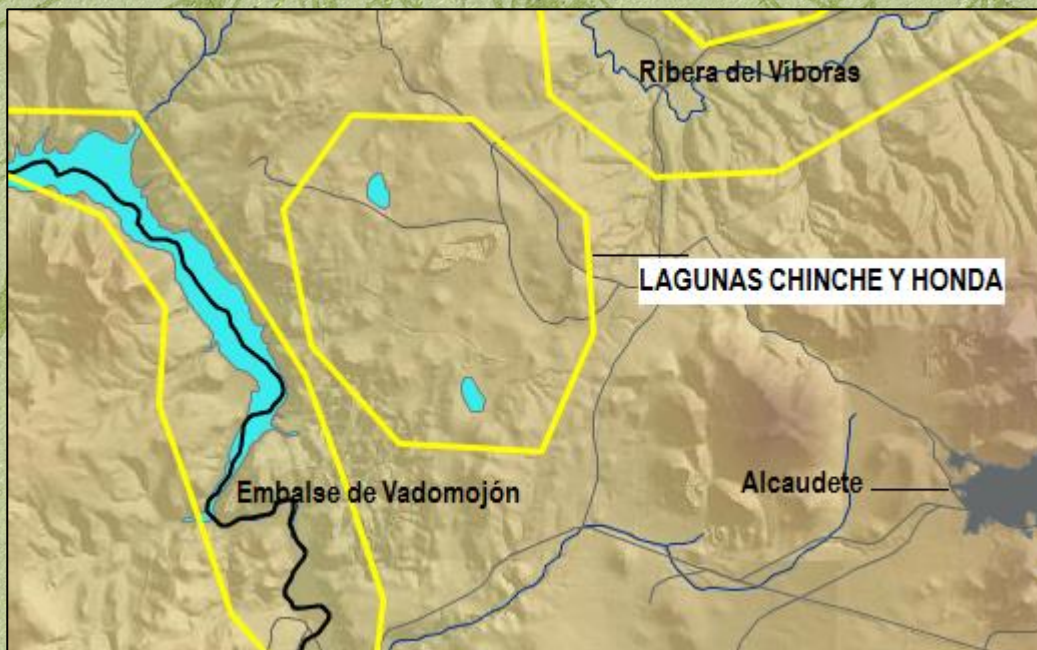 Ribera del Víboras
LAGUNAS CHINCHE Y HONDA
Embalse de Vadomojón
Alcaudete